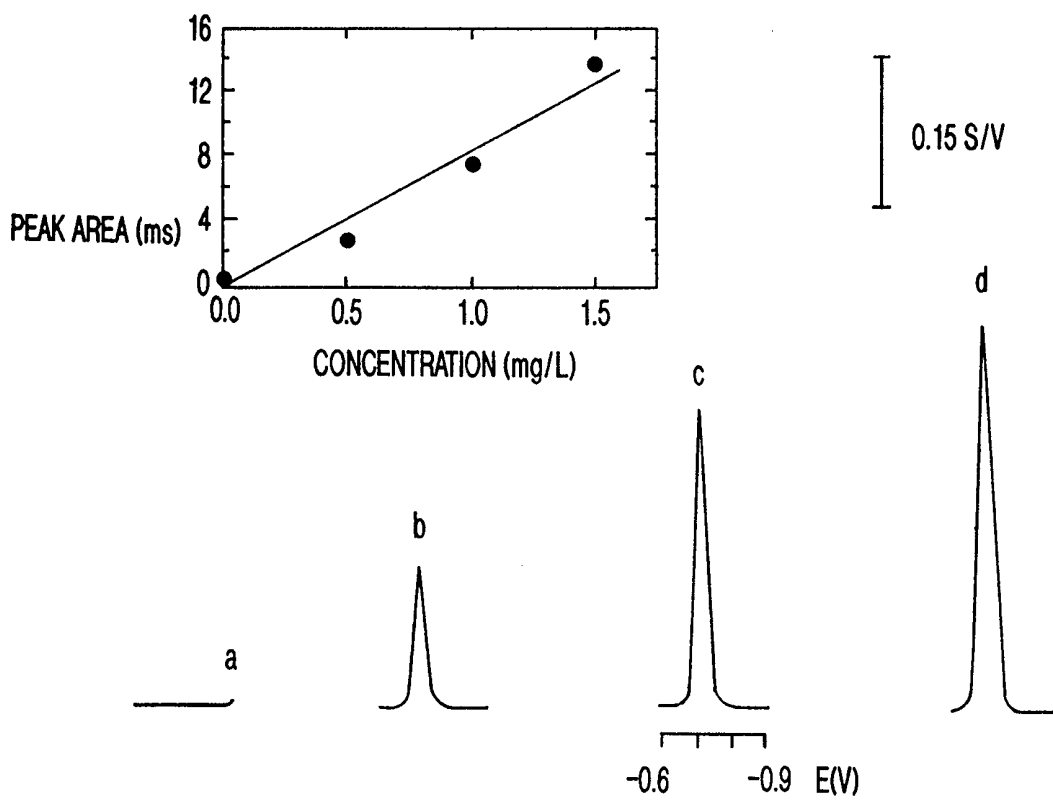 16
12
8
4
0
PEAK AREA (ms)
0.0 0.5 1.0 1.5
CONCENTRATION (mg/L)
0.15 S/V
a
b
c
d
-0.6 -0.9 E(V)